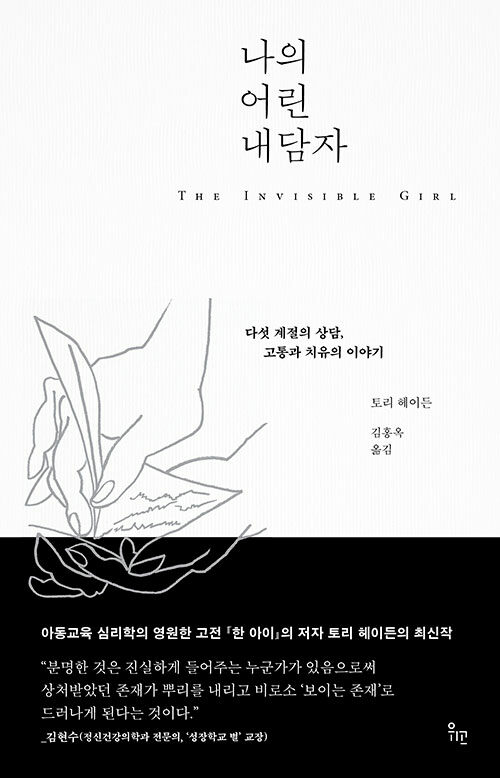 나의
어린
내담자
THE INVISIBLE GIRL
다섯 계절의 상담,
고통과 치유의 이야기
토리 헤이든
김홍옥
옮김
아동교육 심리학의 영원한 고전 『한 아이』의 저자 토리 헤이든의 최신작
“분명한 것은 진실하게 들어주는 누군가가 있음으로써
상처받았던 존재가 뿌리를 내리고 비로소 ‘보이는 존재’로
드러나게 된다는 것이다.”
_김현수(정신건강의학과 전문의, ‘성장학교 별’ 교장)